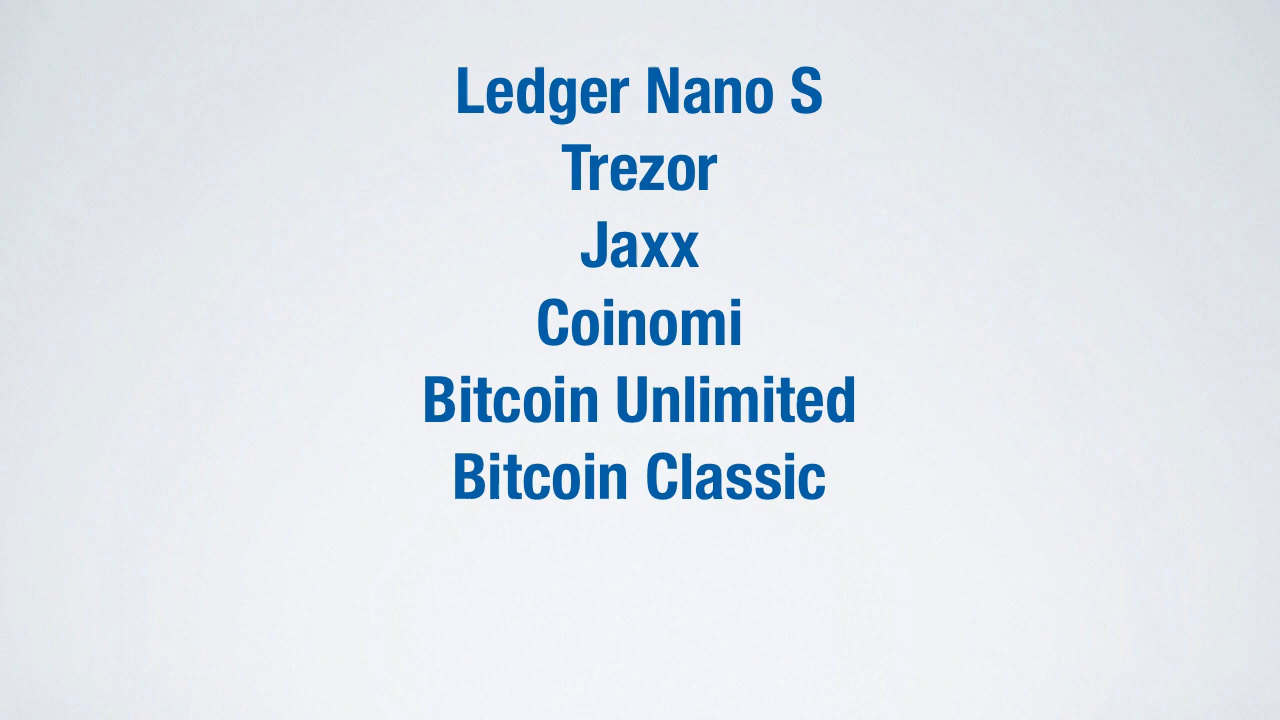 Ledger Nano S
Trezor
Jaxx
Coinomi
Bitcoin Unlimited
Bitcoin Classic